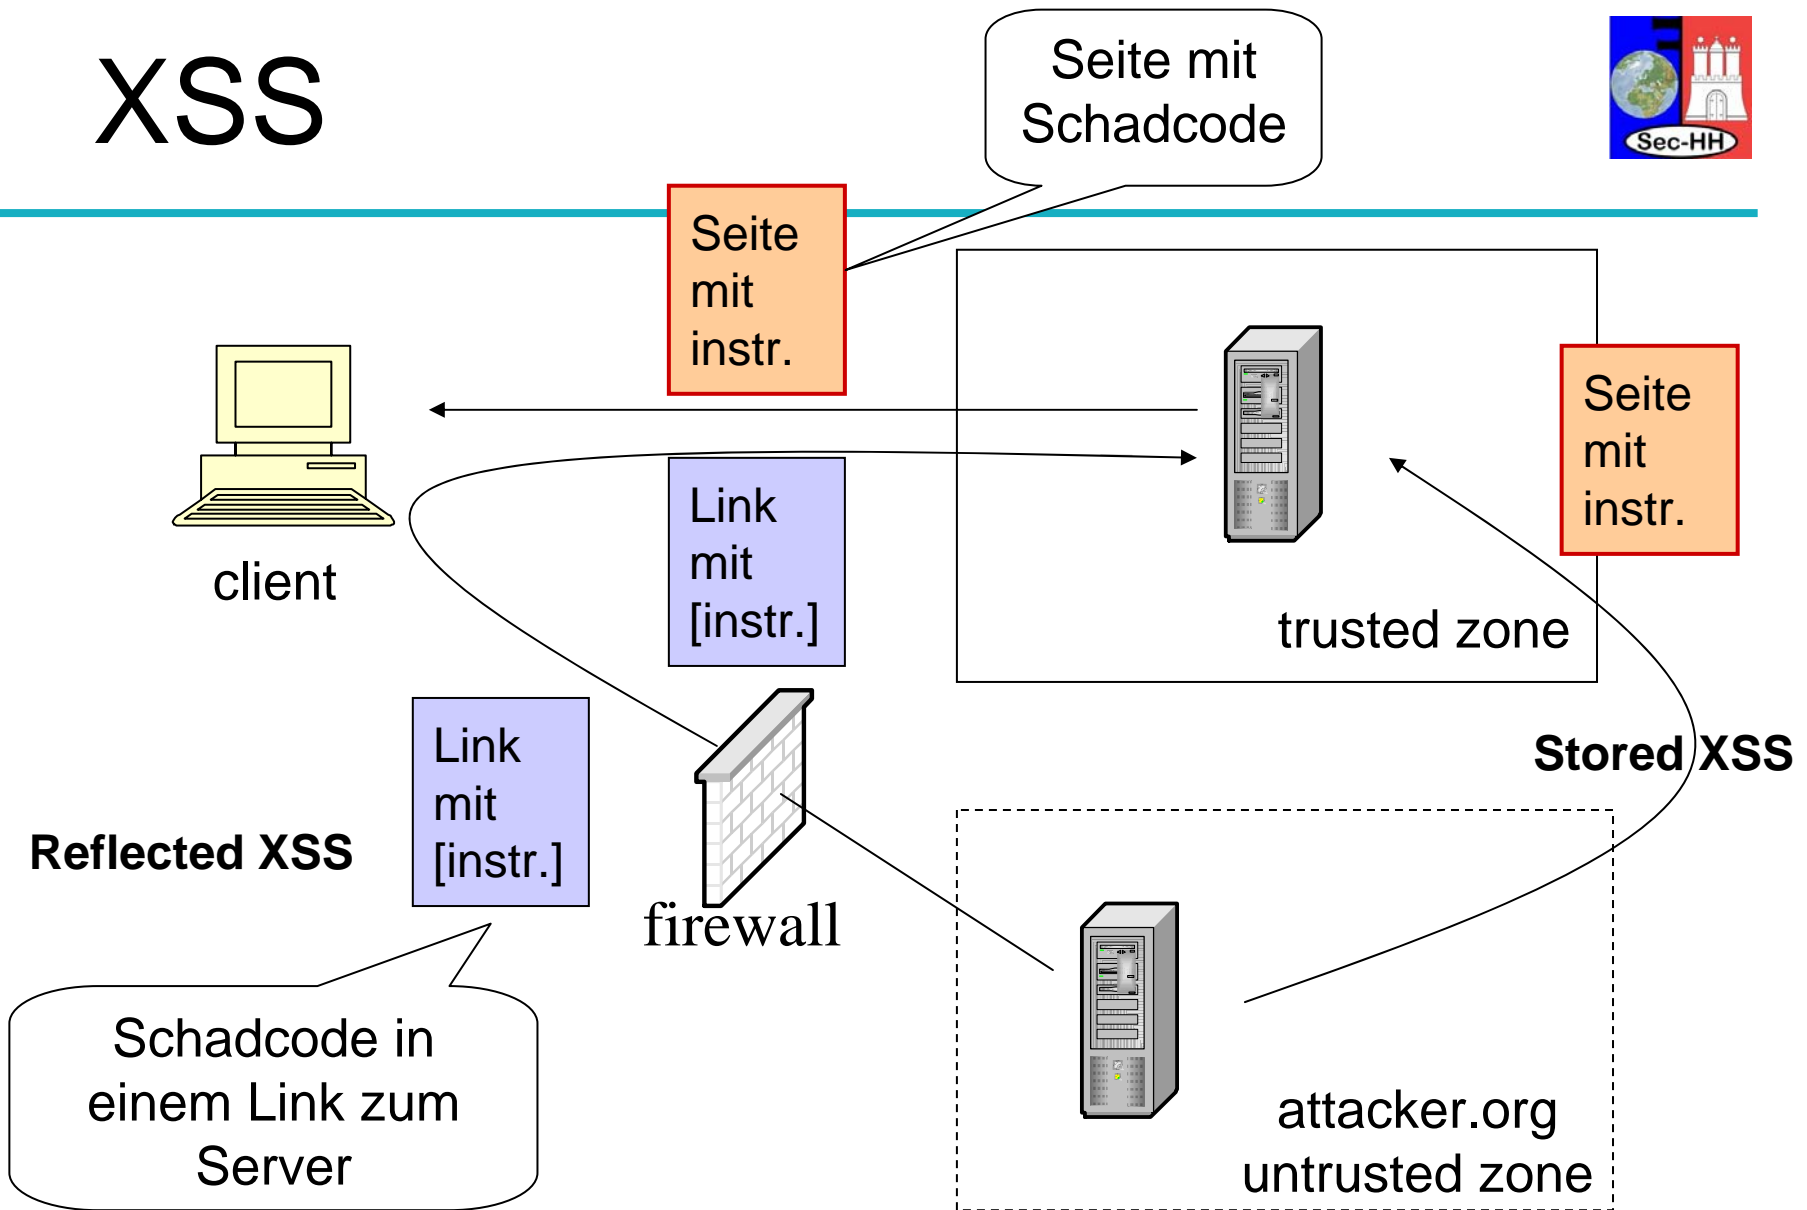 XSS
Seite mit
Schadcode
Sec-HH
Seite
mit
instr.
Seite
mit
instr.
client
Link
mit
[instr.]
trusted zone
Link
mit
[instr.]
Stored XSS
Reflected XSS
firewall
Schadcode in
einem Link zum
Server
attacker.org
untrusted zone